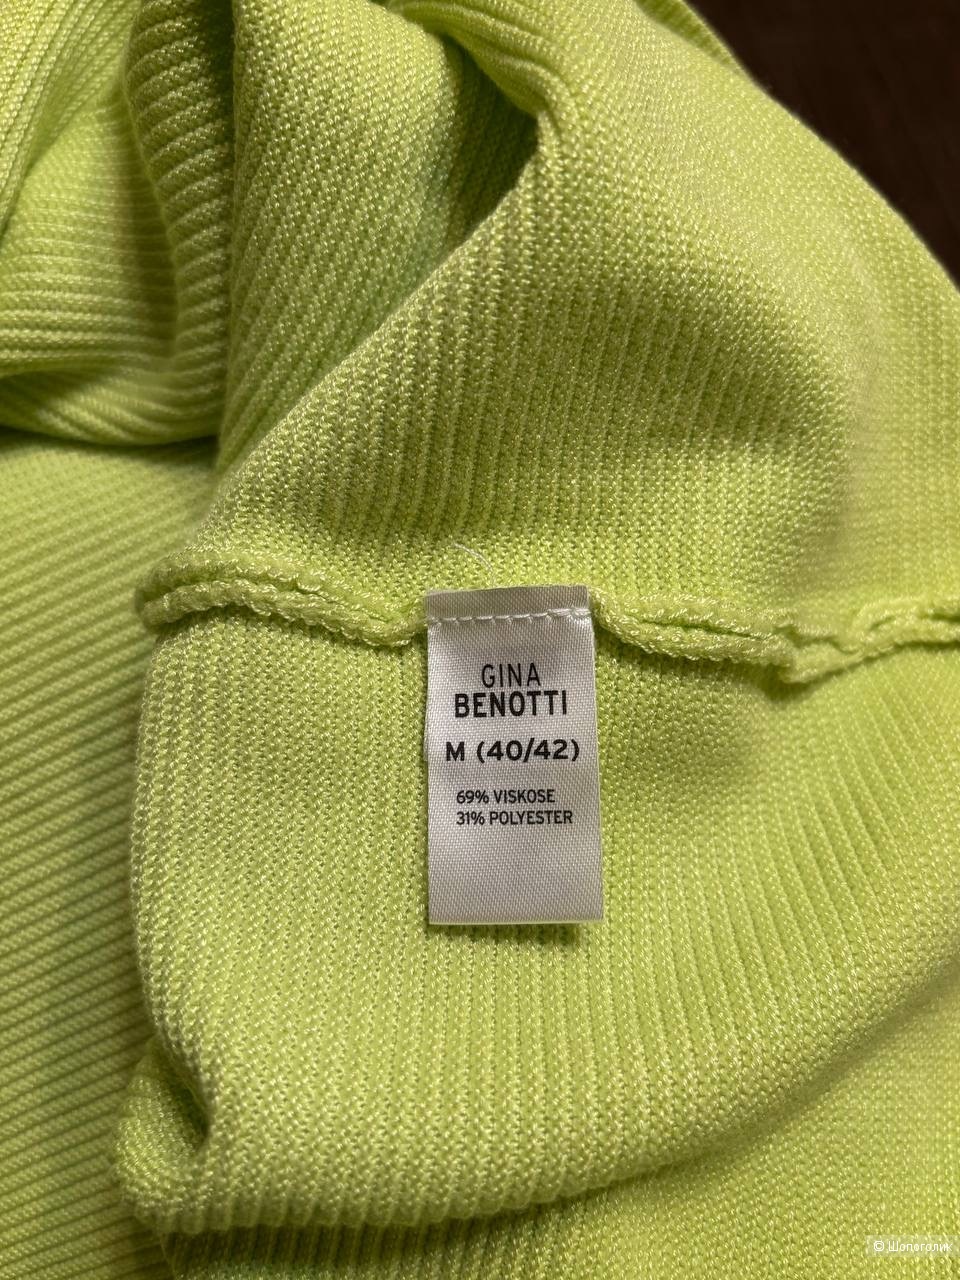 GINA
BENOTTI
M (40/42)
69% VISKOSE
31% POLYESTER
© Шопоголик